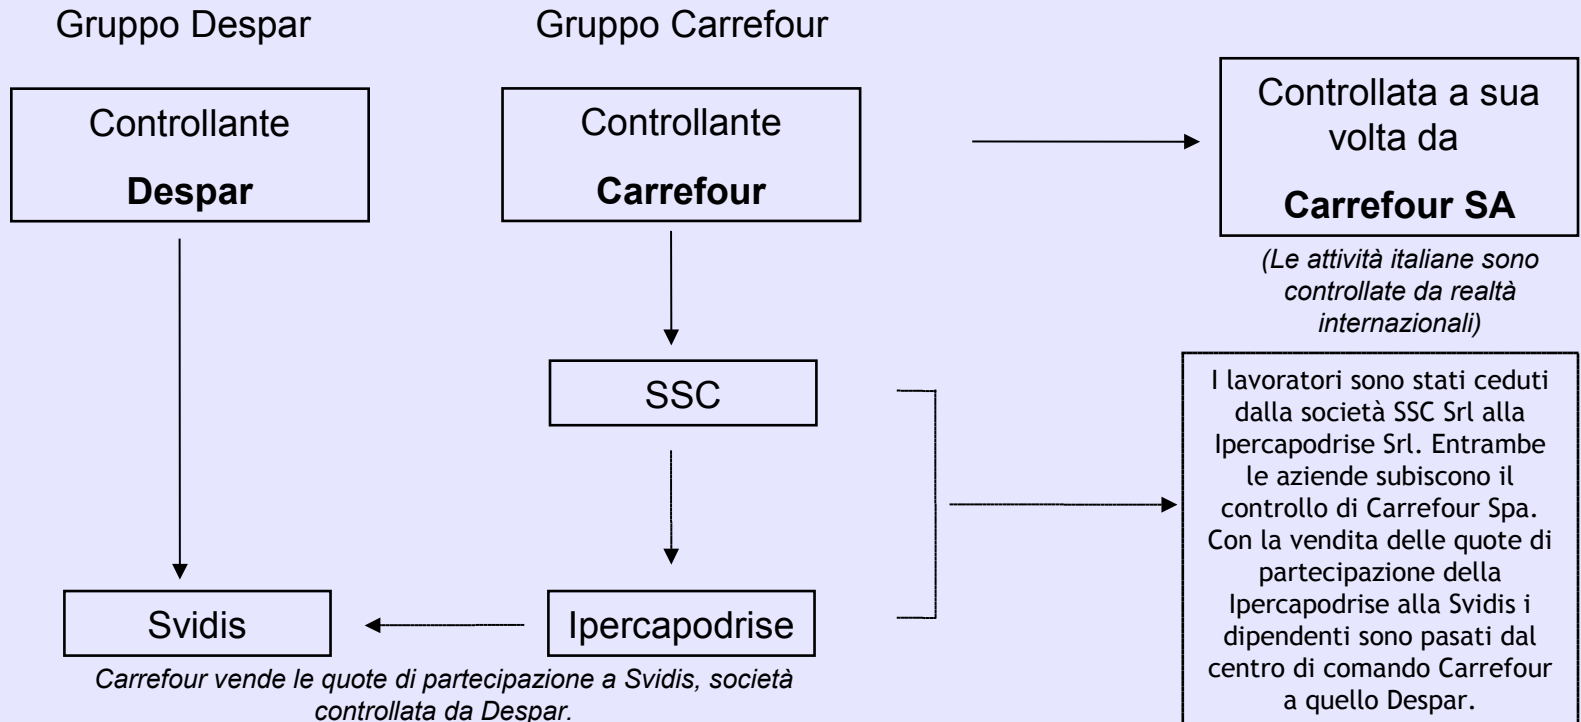 Gruppo Despar
Gruppo Carrefour
Controllante
Despar
Controllante
Carrefour
Controllata a sua
volta da
Carrefour SA
(Le attività italiane sono
controllate da realtà
internazionali)
SSC
Svidis
Ipercapodrise
Carrefour vende le quote di partecipazione a Svidis, società
controllata da Despar.
I lavoratori sono stati ceduti
dalla società SSC Srl alla
Ipercapodrise Srl. Entrambe
le aziende subiscono il
controllo di Carrefour Spa.
Con la vendita delle quote di
partecipazione della
Ipercapodrise alla Svidis i
dipendenti sono pasati dal
centro di comando Carrefour
a quello Despar.